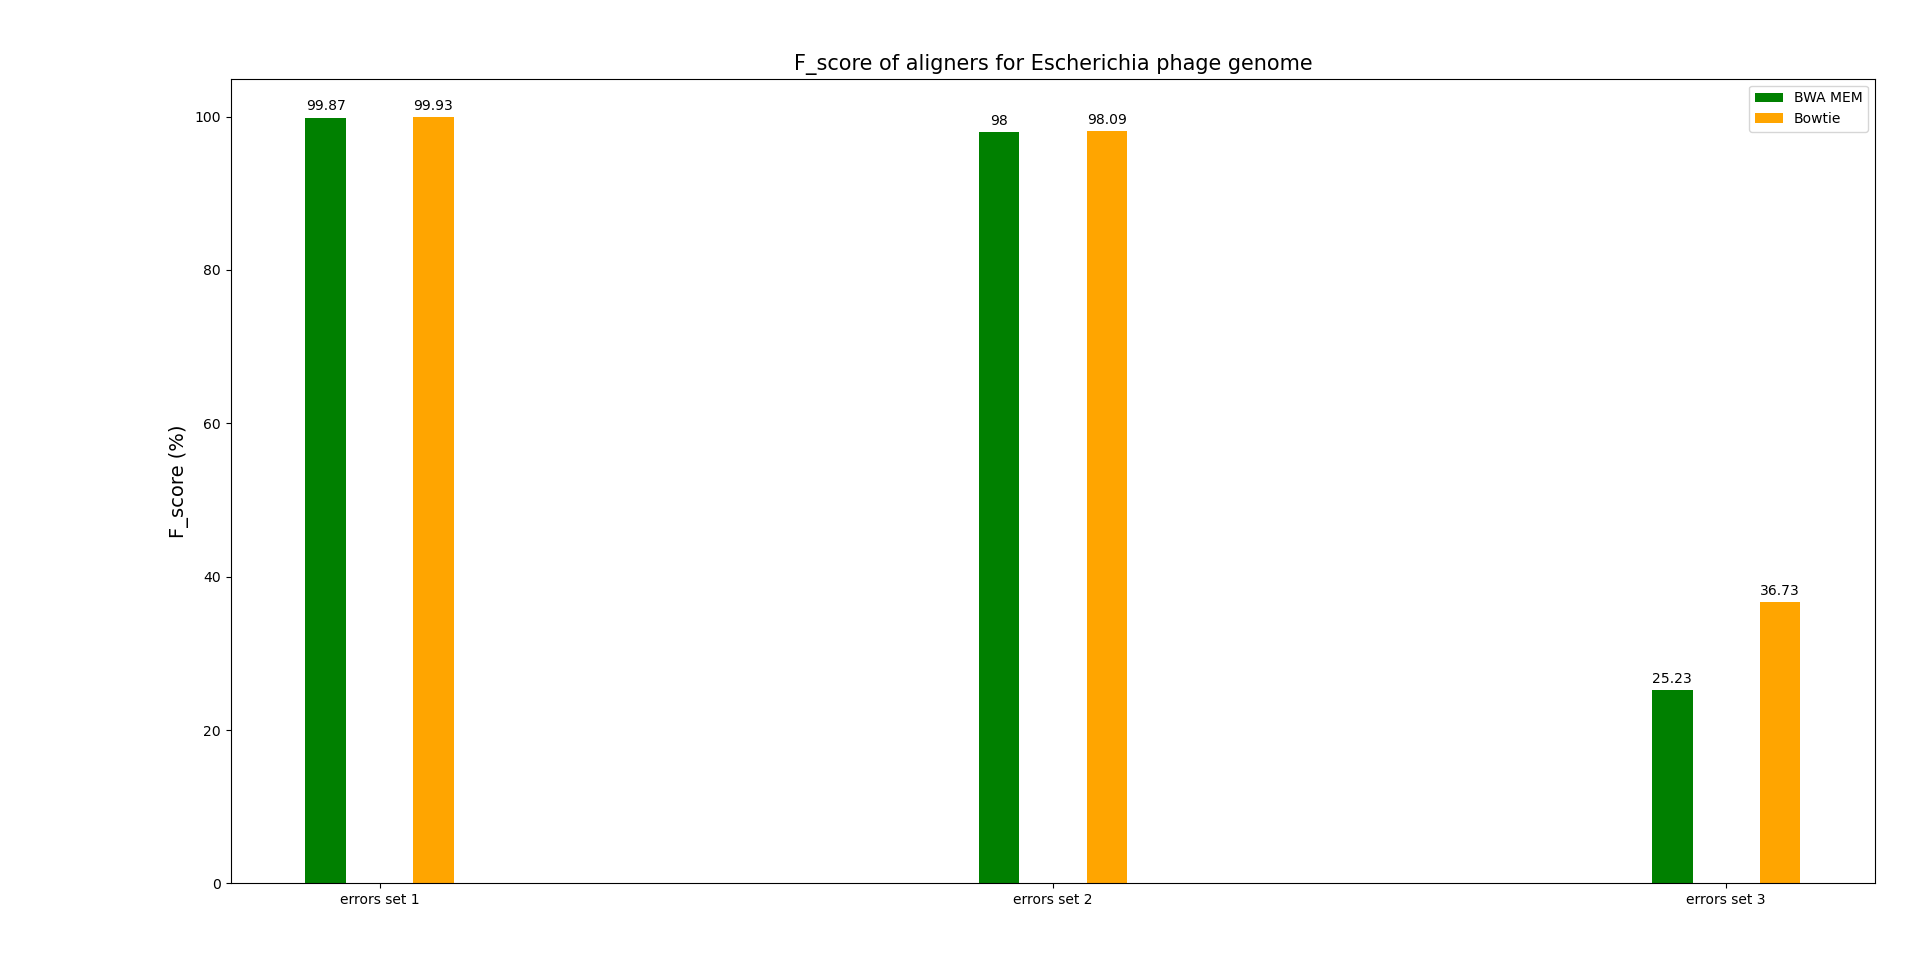 F_score of aligners for Escherichia phage genome
BWA MEM
Bowtie
99.87
99.93
98
98.09
25.23
36.73
F_score (%)
100
80
60
40
20
0
errors set 1
errors set 2
errors set 3